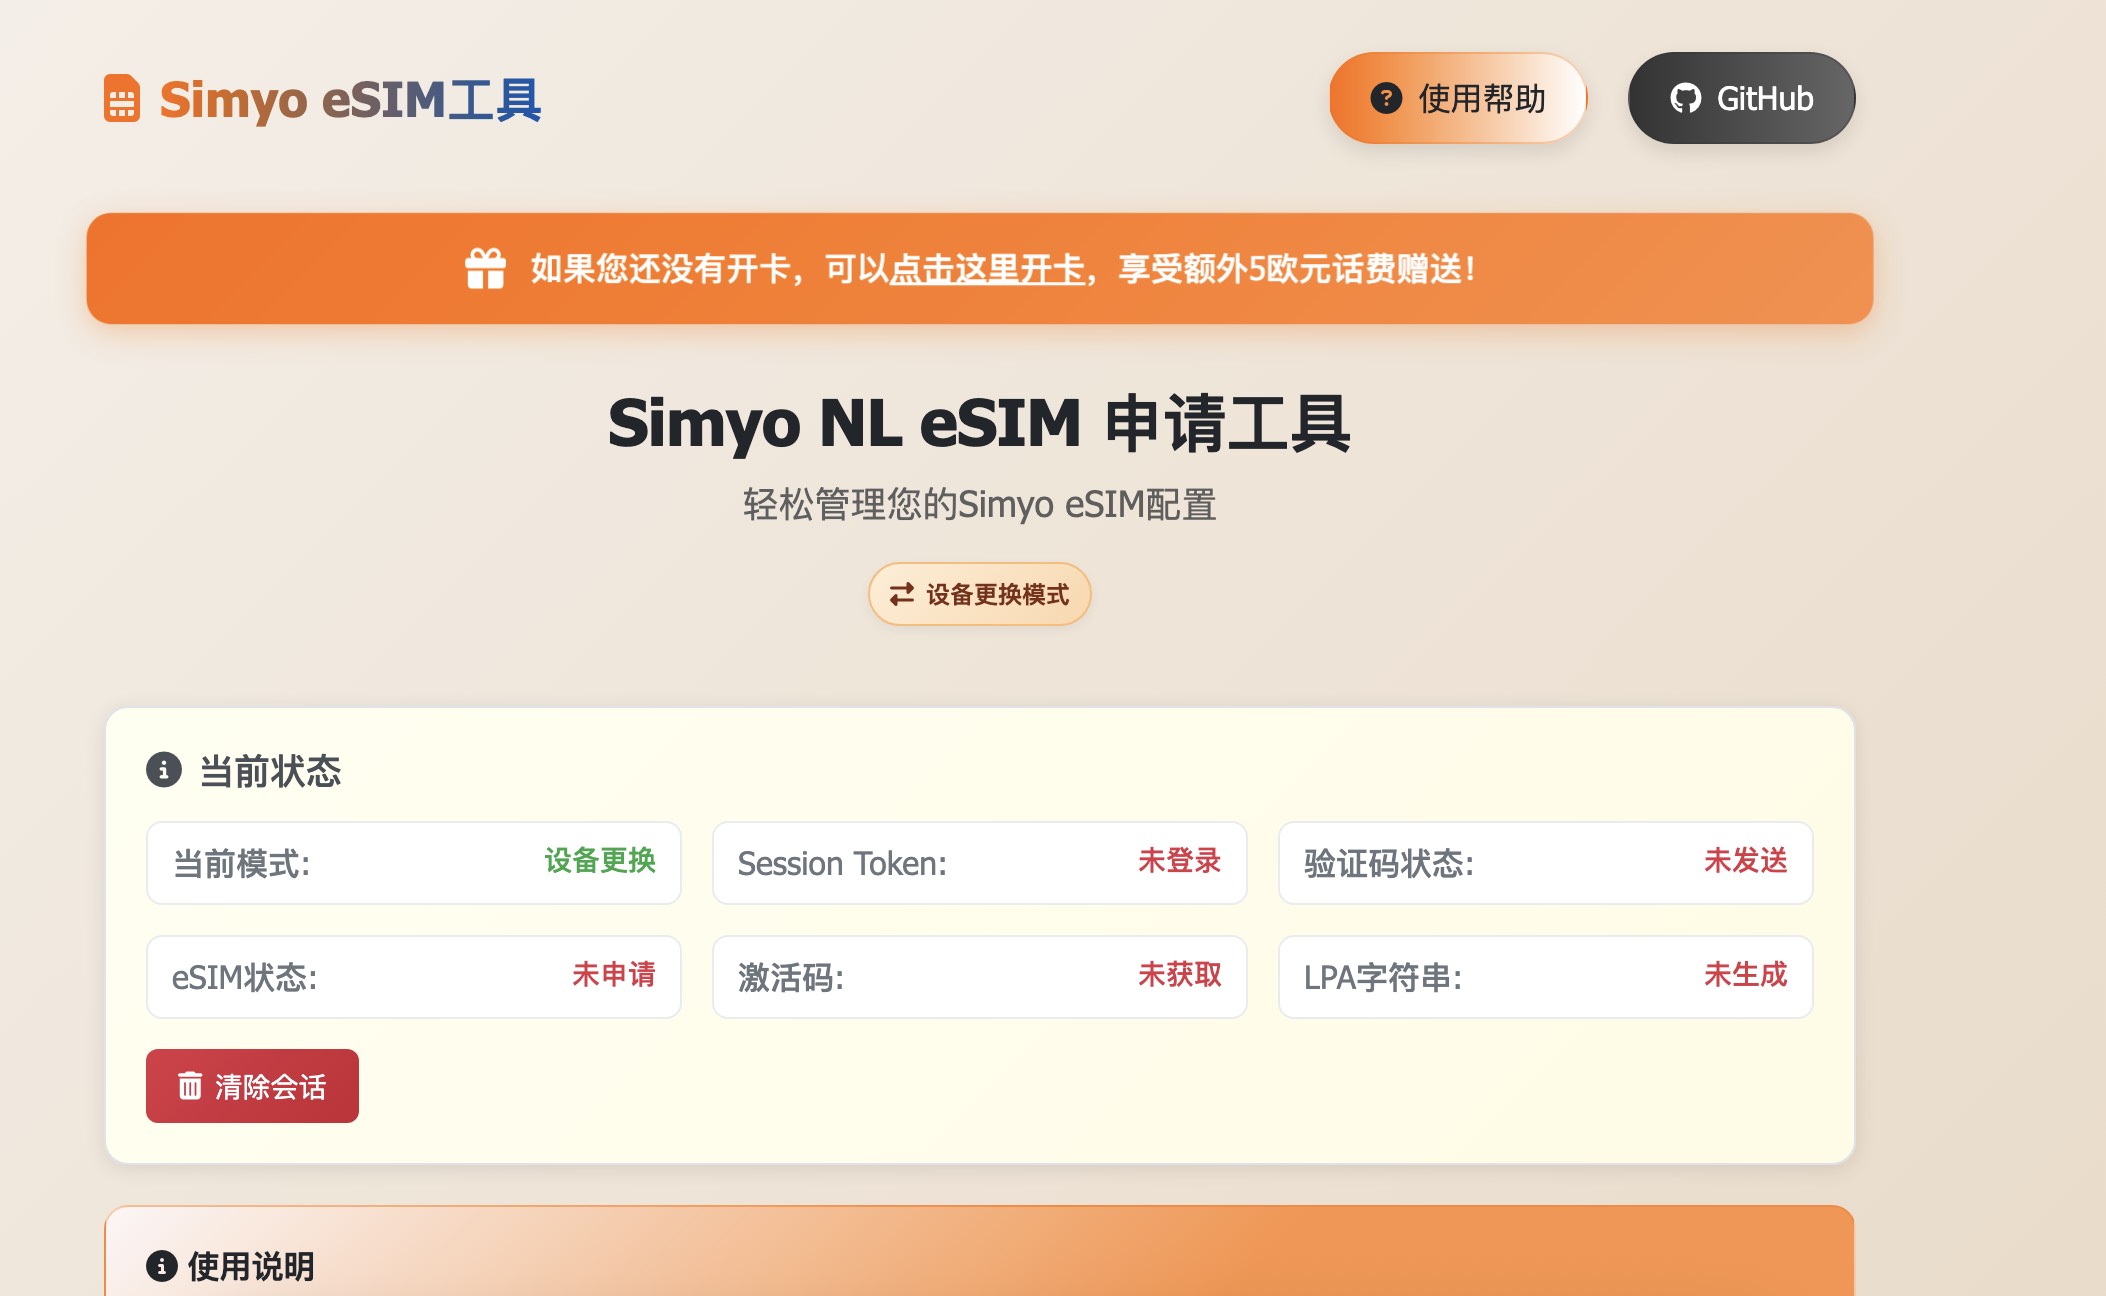 Simyo eSIM工具
使用帮助
GitHub
如果您还没有开卡，可以点击这里开卡，享受额外5欧元话费赠送！
Simyo NL eSIM 申请工具
轻松管理您的Simyo eSIM配置
设备更换模式
当前状态
当前模式: 设备更换
Session Token: 未登录
验证码状态: 未发送
eSIM状态: 未申请
激活码: 未获取
LPA字符串: 未生成
清除会话
使用说明